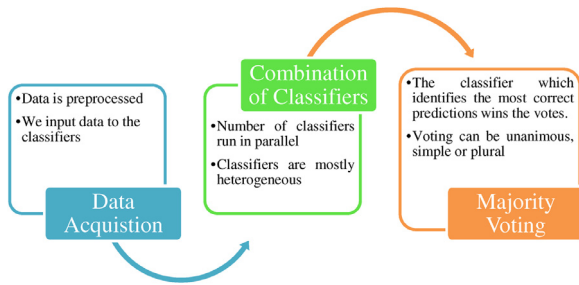 •Data is preprocessed
•We input data to the
classifiers
Data
Acquistion
Combination
of Classifiers
•Number of classifiers
run in parallel
•Classifiers are mostly
heterogeneous
•The classifier which
identifies the most correct
predictions wins the votes.
•Voting can be unanimous,
simple or plural
Majority
Voting